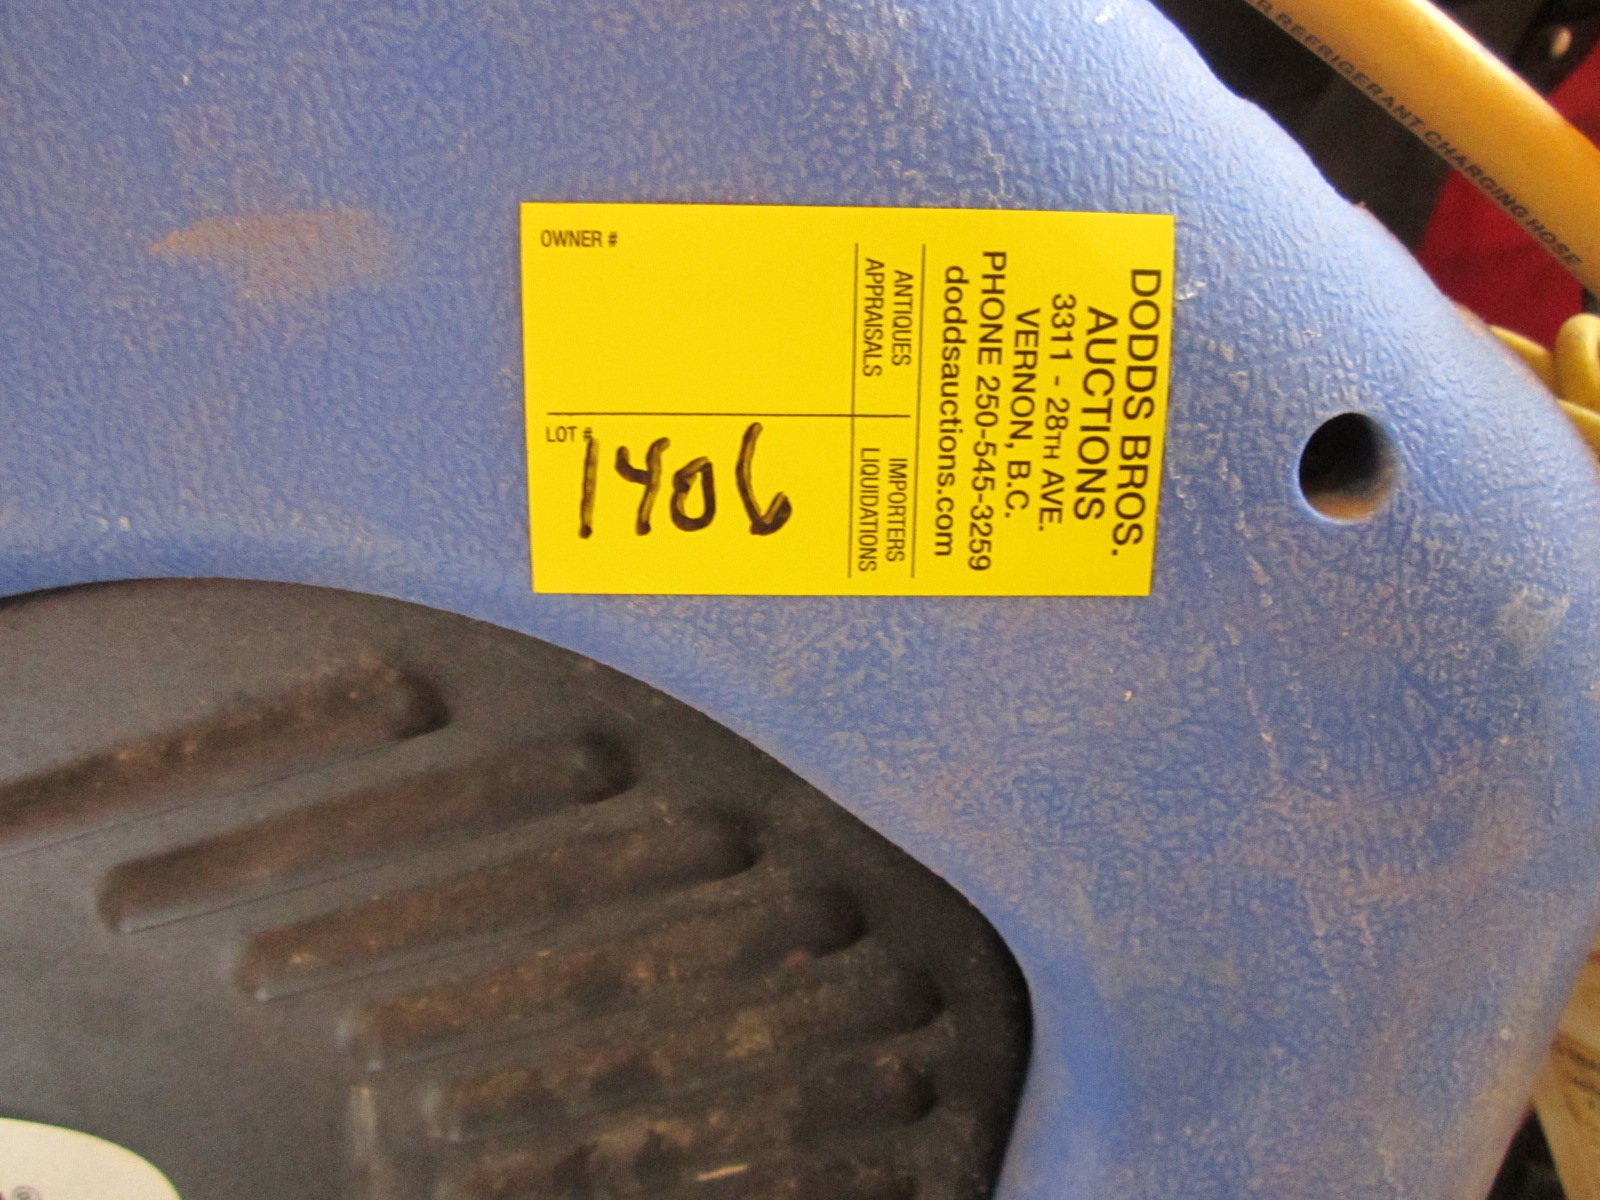 DODDS BROS.
AUCTIONS
3311 - 28TH AVE.
VERNON, B.C.
PHONE 250-545-3259
doddsauctions.com
ANTIQUES
APPRAISALS
IMPORTERS
LIQUIDATIONS
OWNER #
LOT #
1406
REFRIGERANT CHARGING HOSE